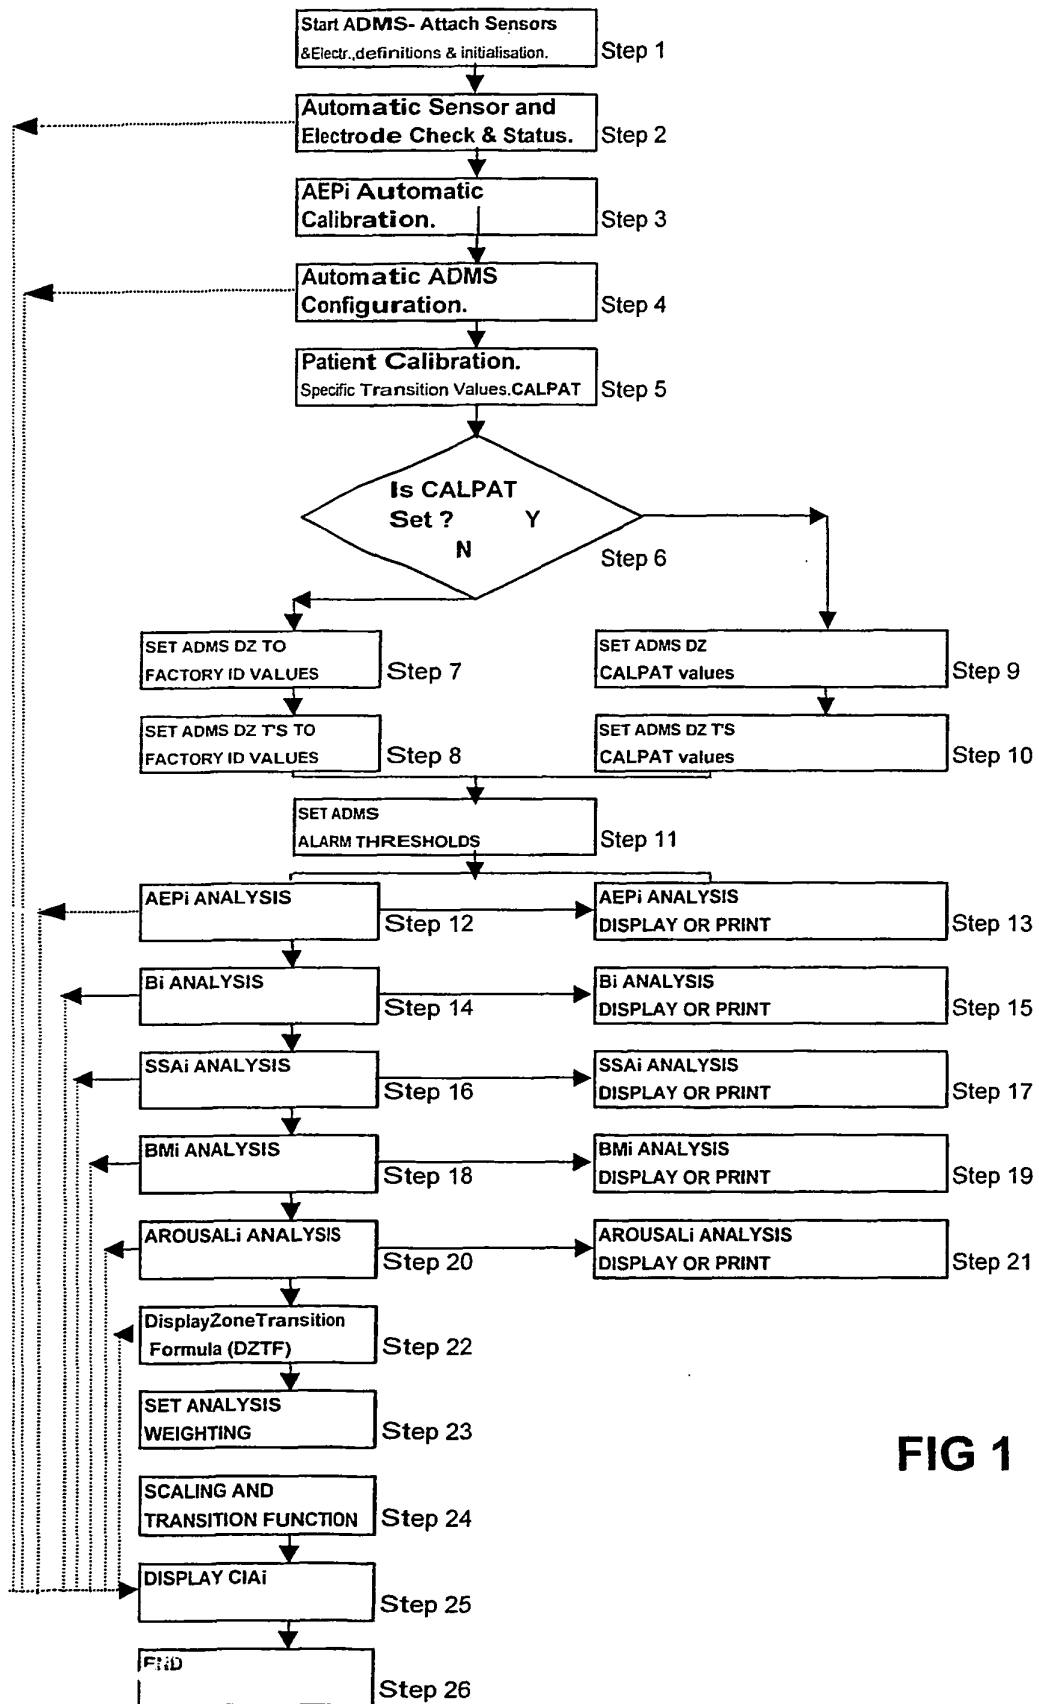 Start ADMS- Attach Sensors
&Electr.,definitions & initialisation.
Step 1
Automatic Sensor and
Electrode Check & Status.
Step 2
AEPi Automatic
Calibration.
Step 3
Automatic ADMS
Configuration.
Step 4
Patient Calibration.
Specific Transition Values.CALPAT
Step 5
Is CALPAT
Set ? Y
N
Step 6
SET ADMS DZ TO
FACTORY ID VALUES
Step 7
SET ADMS DZ
CALPAT values
Step 9
SET ADMS DZ T'S TO
FACTORY ID VALUES
Step 8
SET ADMS DZ T'S
CALPAT values
Step 10
SET ADMS
ALARM THRESHOLDS
Step 11
AEPi ANALYSIS
Step 12
AEPi ANALYSIS
DISPLAY OR PRINT
Step 13
Bi ANALYSIS
Step 14
Bi ANALYSIS
DISPLAY OR PRINT
Step 15
SSAi ANALYSIS
Step 16
SSAi ANALYSIS
DISPLAY OR PRINT
Step 17
BMi ANALYSIS
Step 18
BMi ANALYSIS
DISPLAY OR PRINT
Step 19
AROUSALi ANALYSIS
Step 20
AROUSALi ANALYSIS
DISPLAY OR PRINT
Step 21
DisplayZoneTransition
Formula (DZTF)
Step 22
SET ANALYSIS
WEIGHTING
Step 23
FIG 1
SCALING AND
TRANSITION FUNCTION
Step 24
DISPLAY CIAi
Step 25
END
Step 26